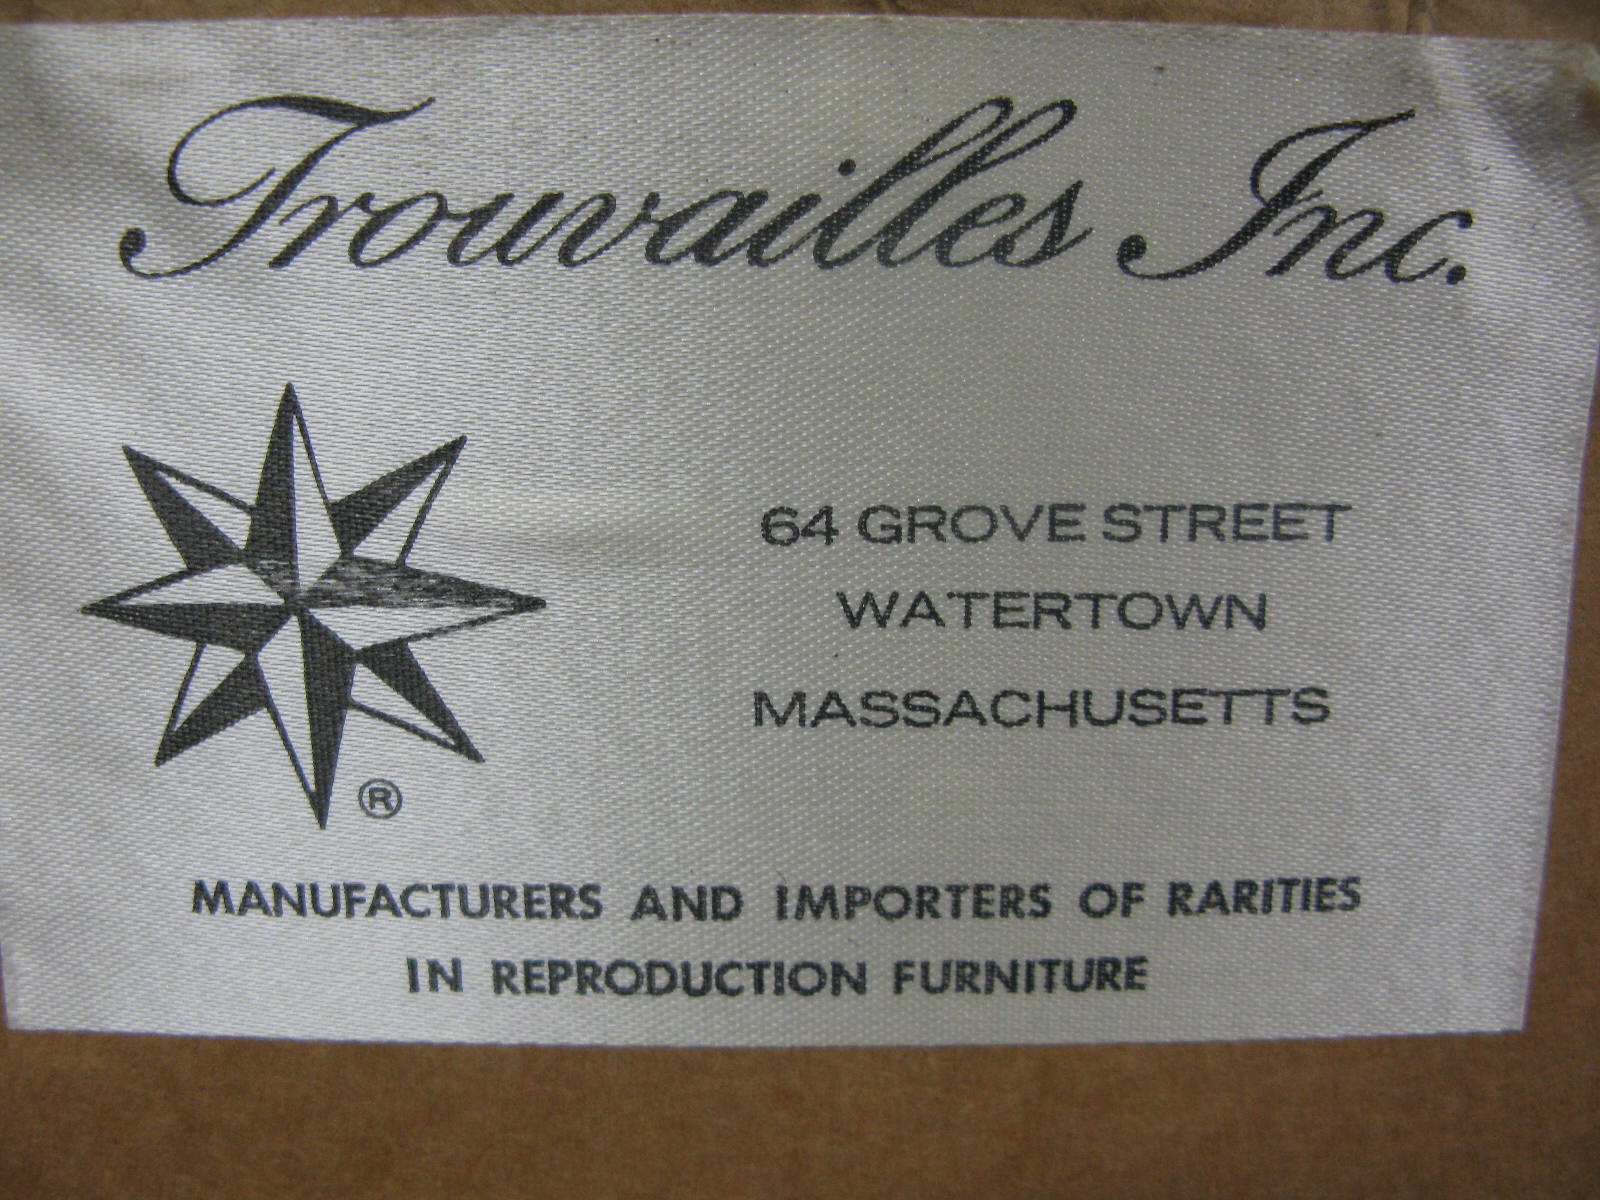 Trouvailles Inc.
64 GROVE STREET
WATERTOWN
MASSACHUSETTS
®
MANUFACTURERS AND IMPORTERS OF RARITIES
IN REPRODUCTION FURNITURE